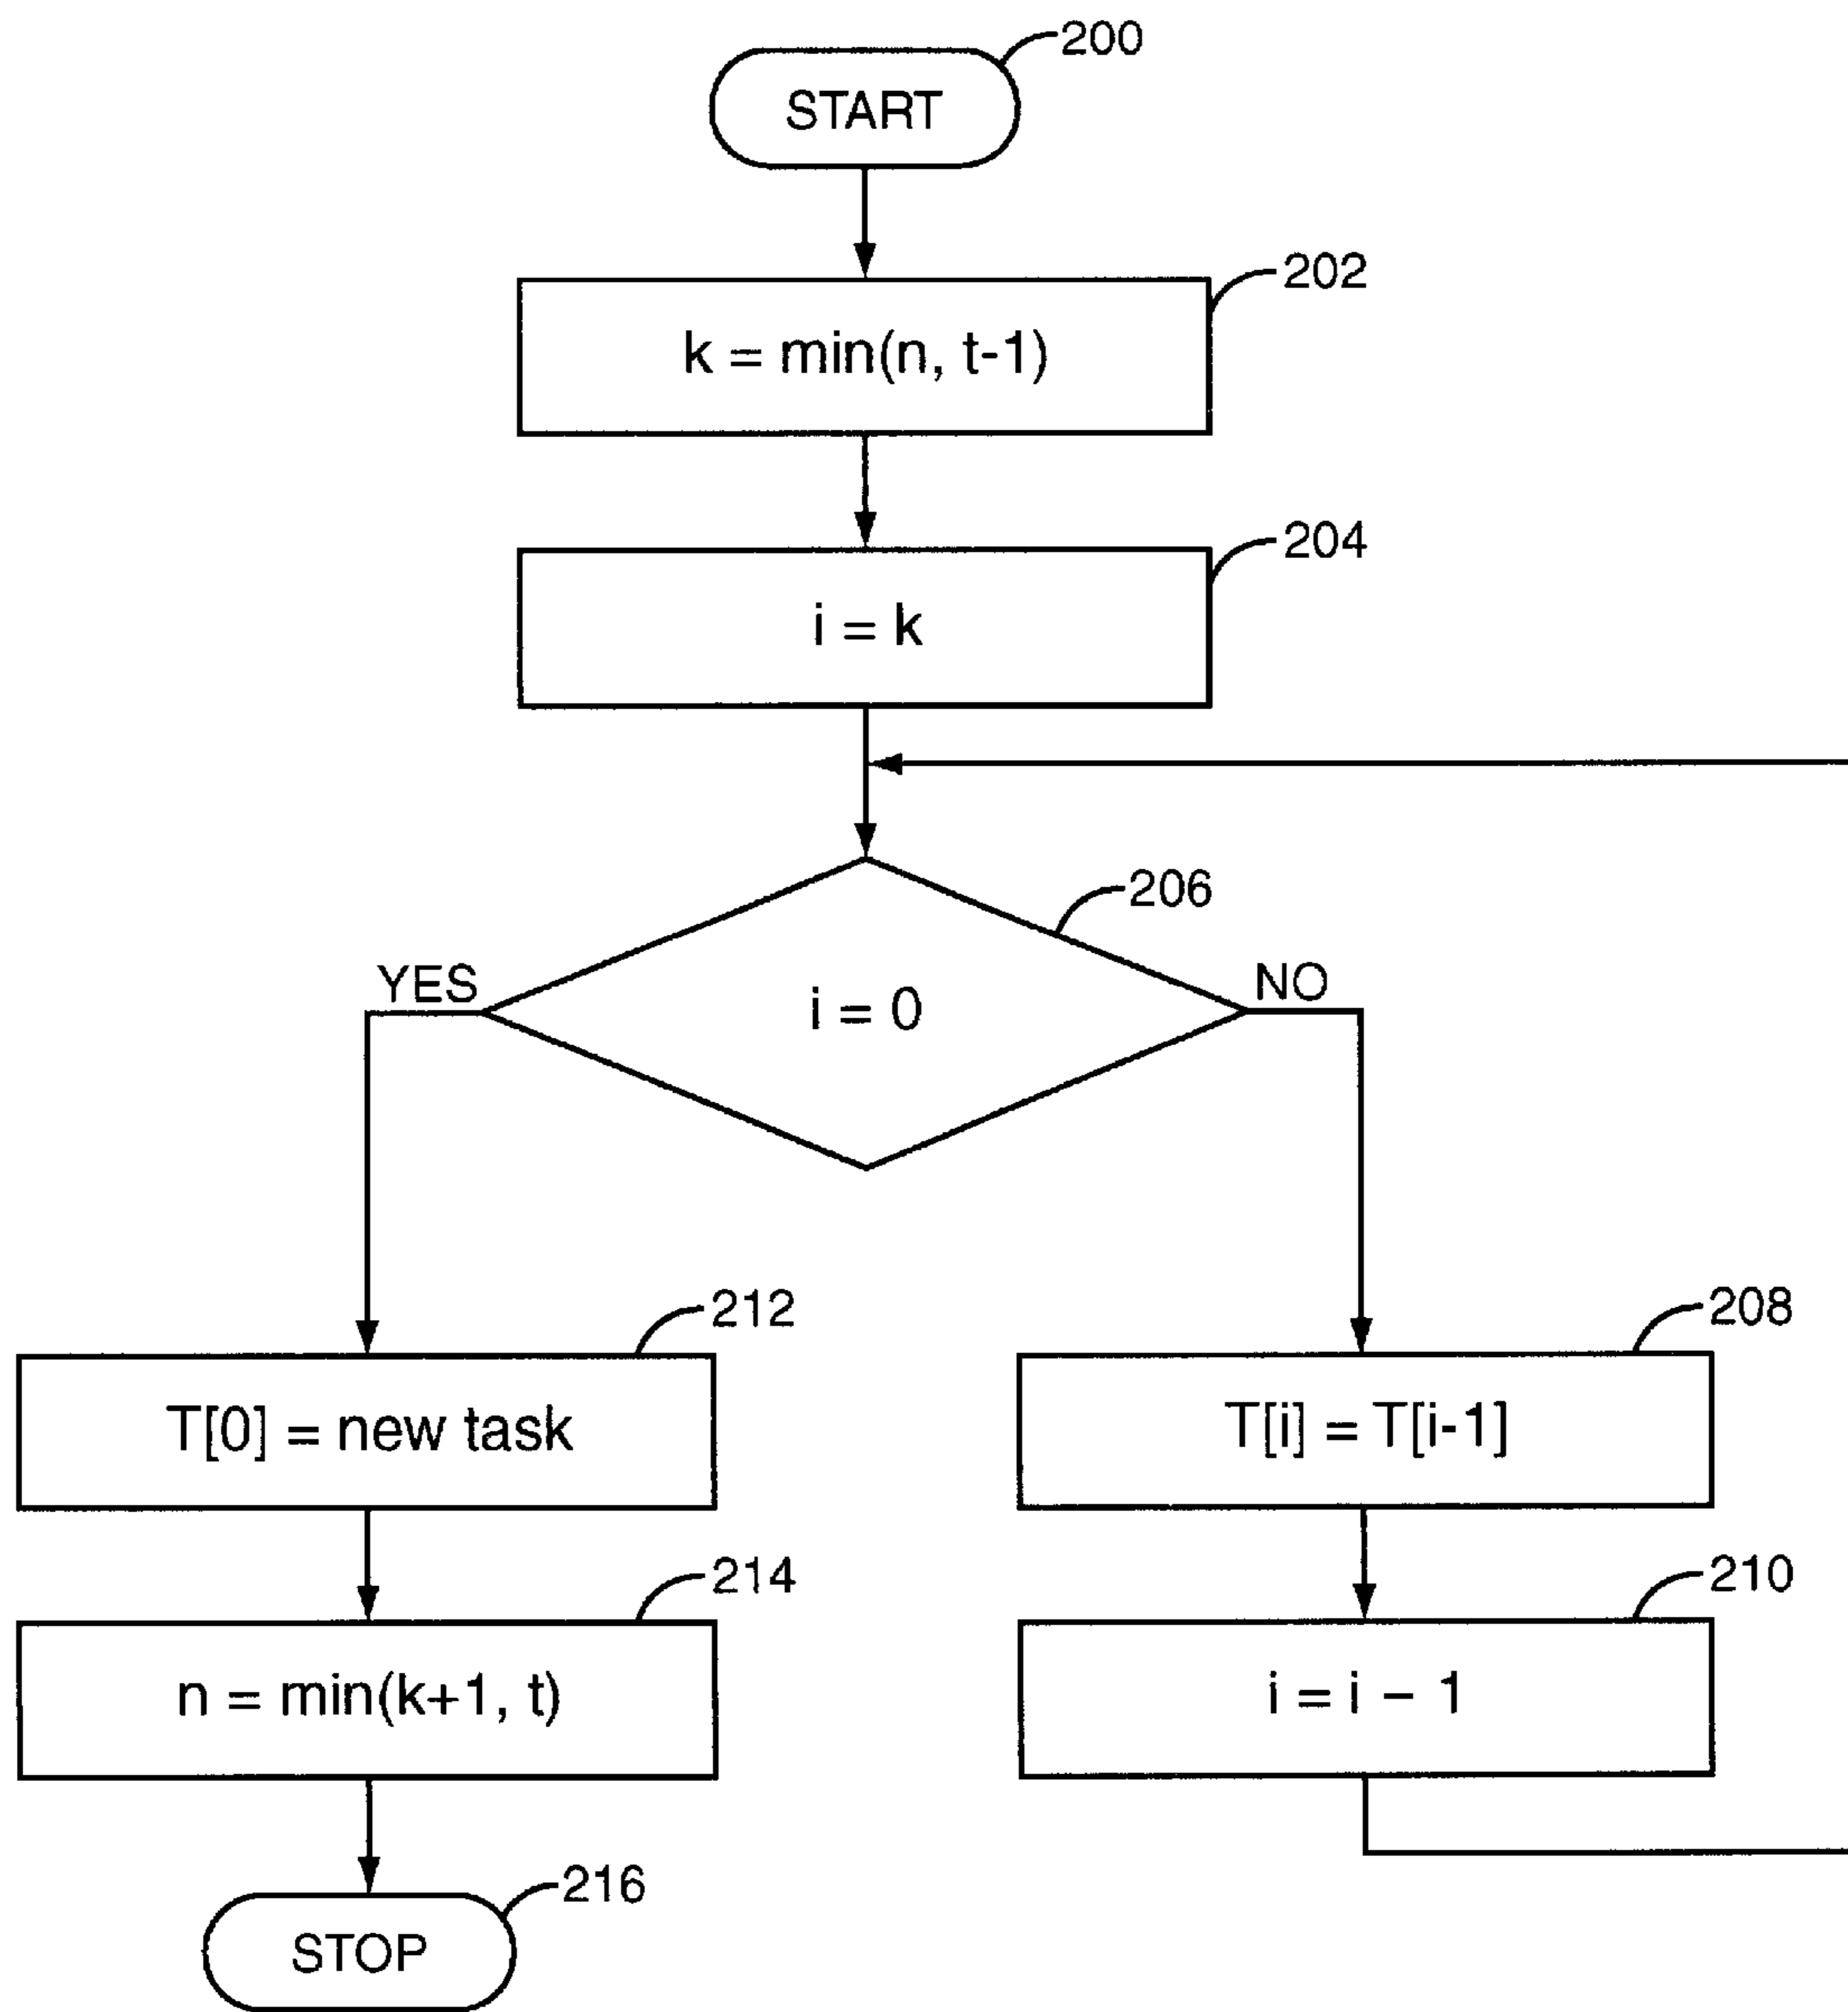 200
START
202
k = min(n, t-1)
204
i = k
206
YES
i = 0
NO
212
T[0] = new task
208
T[i] = T[i-1]
214
n = min(k+1, t)
210
i = i – 1
216
STOP